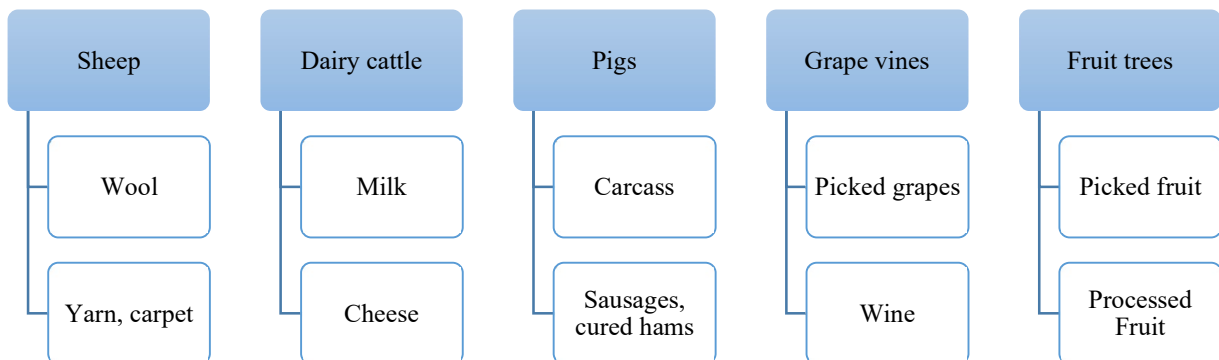 Sheep
Wool
Yarn, carpet
Dairy cattle
Milk
Cheese
Pigs
Carcass
Sausages,
cured hams
Grape vines
Picked grapes
Wine
Fruit trees
Picked fruit
Processed
Fruit